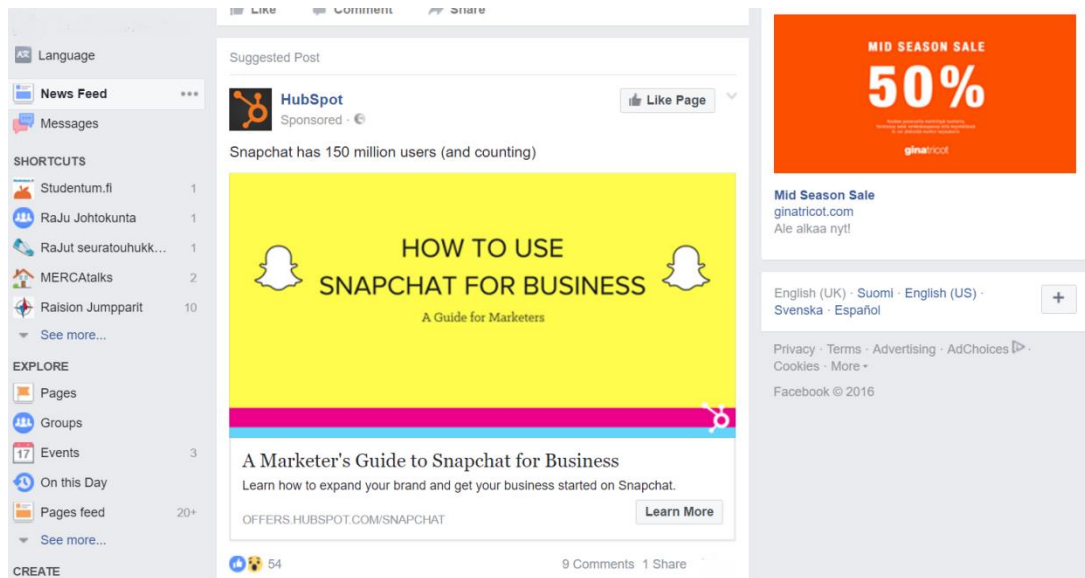 Like Comment Share
Language
News Feed
Messages
SHORTCUTS
Studentum.fi 1
RaJu Johtokunta 1
RaJut seuratouhukk... 1
MERCAtalks 2
Raision Jumpparit 10
See more...
EXPLORE
Pages
Groups
17 Events 3
On this Day
Pages feed 20+
See more...
CREATE
Suggested Post
HubSpot
Like Page
Sponsored ·
Snapchat has 150 million users (and counting)
HOW TO USE
SNAPCHAT FOR BUSINESS
A Guide for Marketers
A Marketer's Guide to Snapchat for Business
Learn how to expand your brand and get your business started on Snapchat.
OFFERS.HUBSPOT.COM/SNAPCHAT
Learn More
54
9 Comments 1 Share
MID SEASON SALE
50%
ginatricot
Mid Season Sale
ginatricot.com
Ale alkaa nyt!
English (UK) · Suomi · English (US) ·
Svenska · Español
+
Privacy · Terms · Advertising · AdChoices ·
Cookies · More
Facebook © 2016